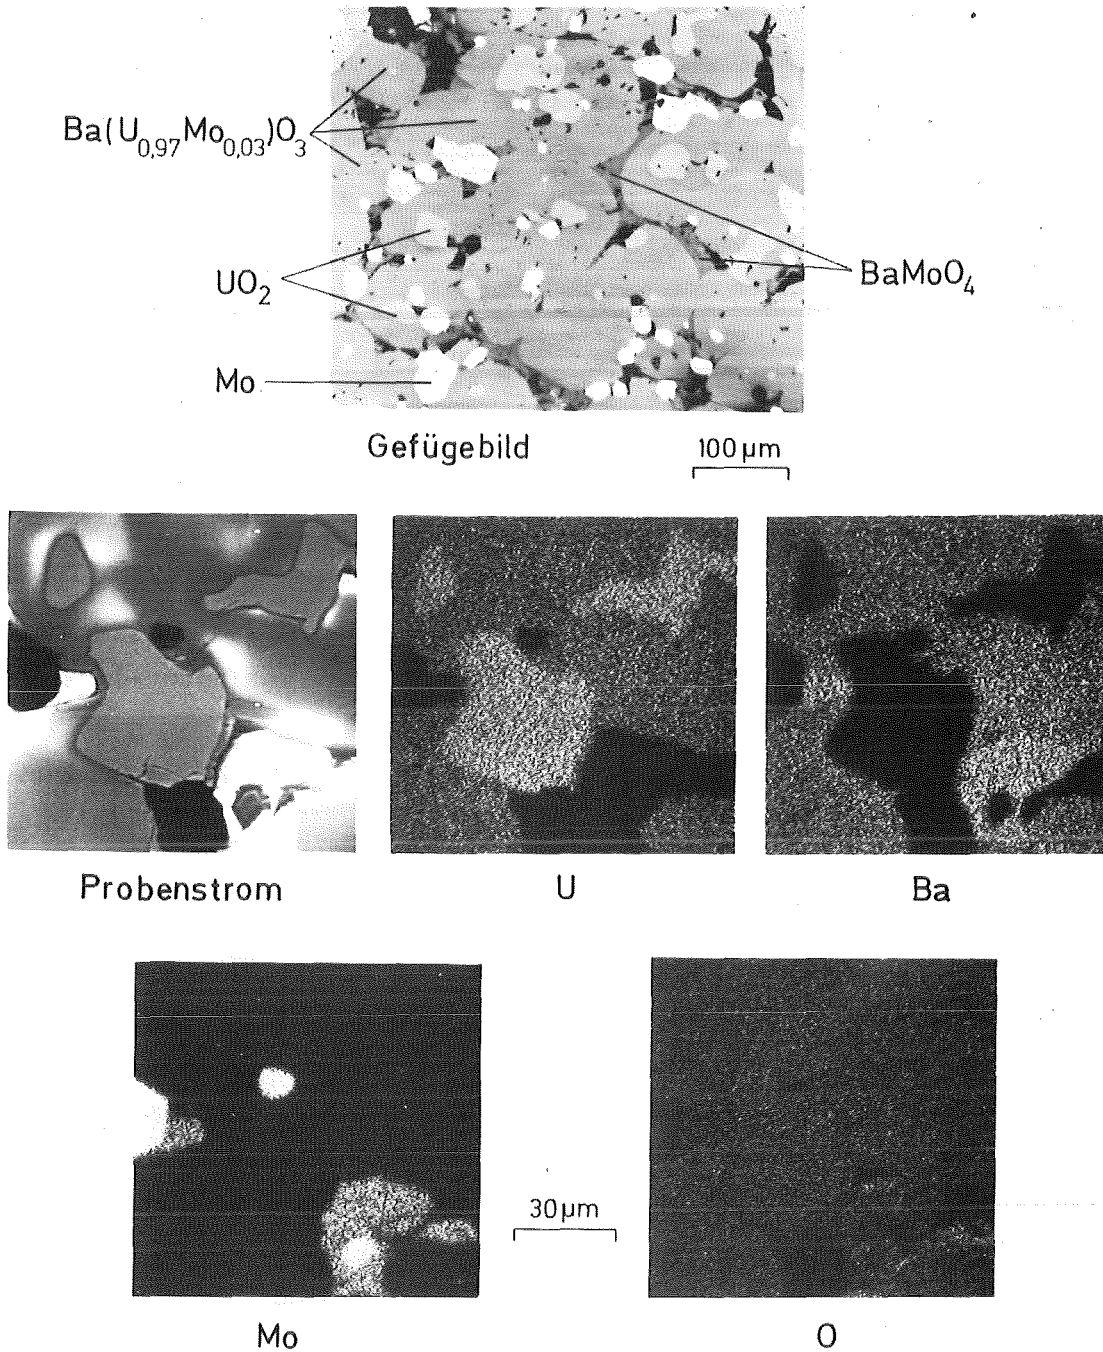 Ba(U0,97Mo0,03)O3
UO2
BaMoO4
Mo
Gefügebild
100 µm
Probenstrom
U
Ba
30 µm
Mo
O